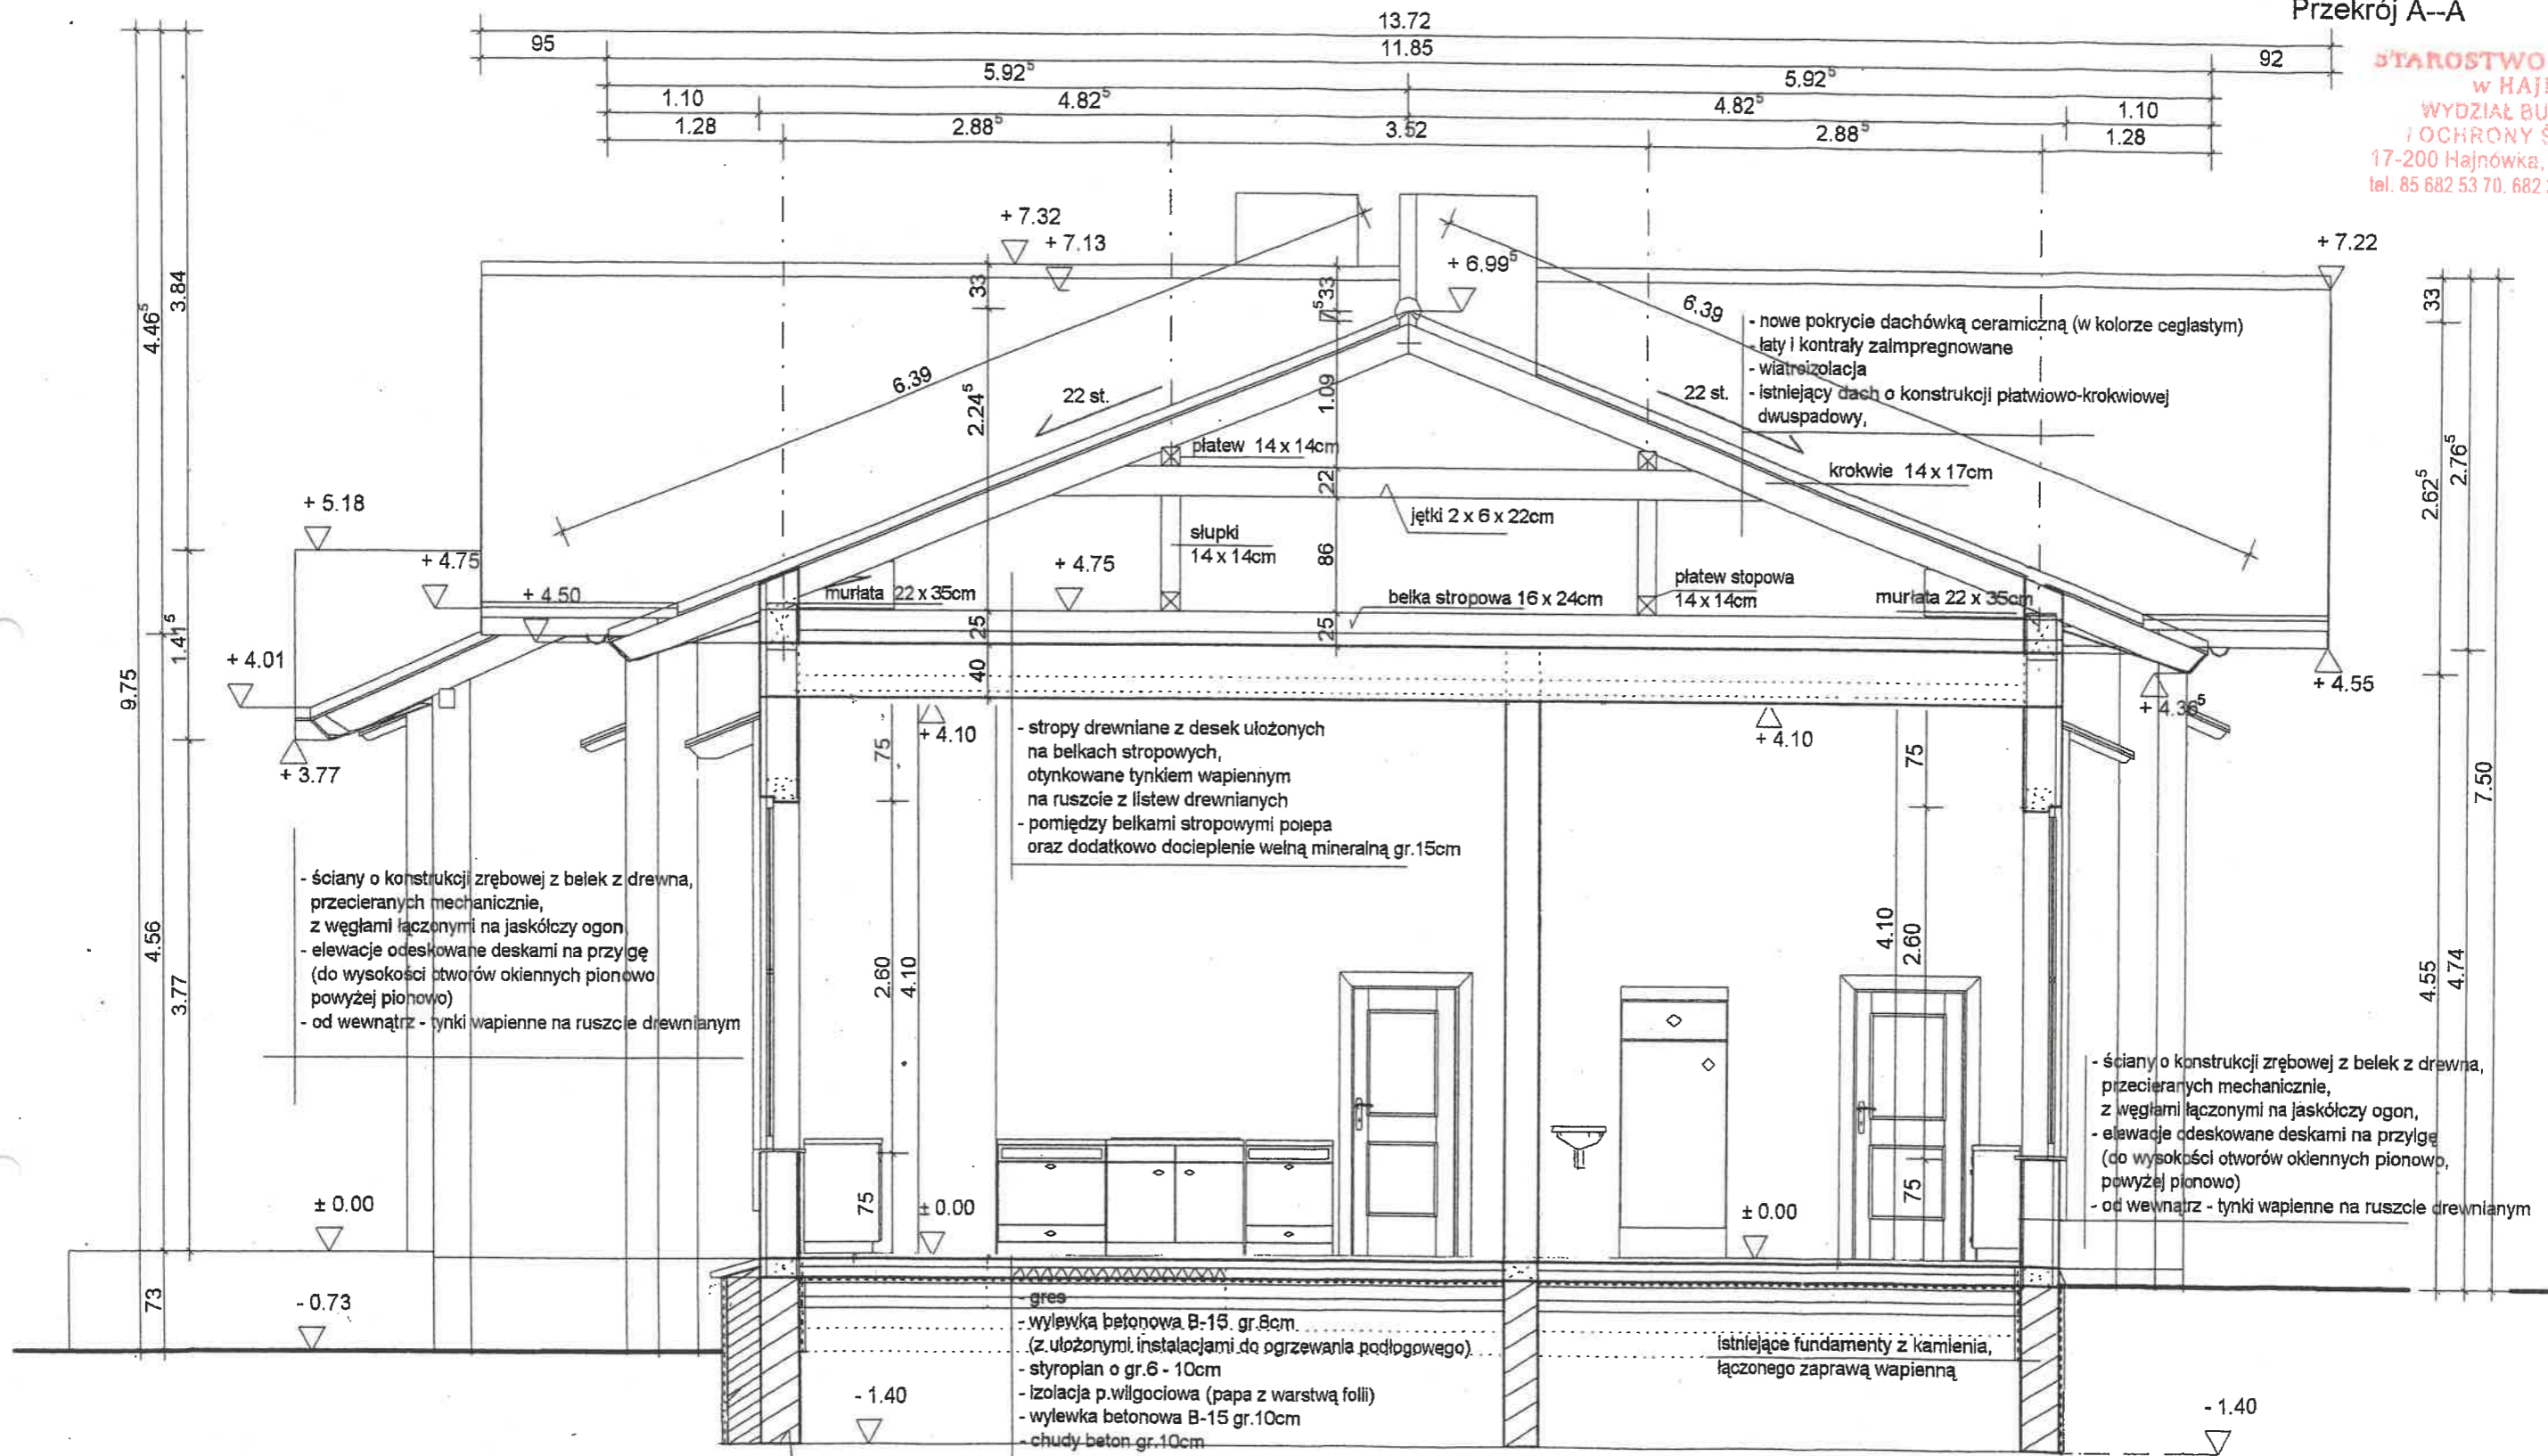 Przekrój A--A
STAROSTWO
w HAJ
WYDZIAŁ BU
I OCHRONY Ś
17-200 Hajnówka,
tel. 85 682 53 70. 682
13.72
95
11.85
92
5.92⁵
5.92⁵
1.10
4.82⁵
4.82⁵
1.10
1.28
2.88⁵
3.52
2.88⁵
1.28
+ 7.32
+ 7.13
+ 6.99⁵
+ 7.22
3.84
4.46⁵
33
7⁵
33
33
6.39
6.39
- nowe pokrycie dachówką ceramiczną (w kolorze ceglastym)
- łaty i kontrały zaimpregnowane
- wiatroizolacja
- istniejący dach o konstrukcji płatwiowo-krokwiowej
dwuspadowy,
22 st.
22 st.
2.24⁵
1.09
płatew 14 x 14cm
krokwie 14 x 17cm
22
2.62⁵
2.76⁵
+ 5.18
jętki 2 x 6 x 22cm
słupki
14 x 14cm
86
+ 4.75
+ 4.75
+ 4.50
murłata 22 x 35cm
belka stropowa 16 x 24cm
płatew stopowa
14 x 14cm
murłata 22 x 35cm
1.41⁵
25
25
+ 4.01
40
9.75
+ 4.55
+ 4.36⁵
+ 3.77
75
+ 4.10
+ 4.10
75
7.50
- stropy drewniane z desek ułożonych
na belkach stropowych,
otynkowane tynkiem wapiennym
na ruszcie z listew drewnianych
- pomiędzy belkami stropowymi polepa
oraz dodatkowo docieplenie wełną mineralną gr.15cm
- ściany o konstrukcji zrębowej z belek z drewna,
przecieranych mechanicznie,
z węgłami łączonymi na jaskółczy ogon
- elewacje odeskowane deskami na przylgę
(do wysokości otworów okiennych pionowo
powyżej pionowo)
- od wewnątrz - tynki wapienne na ruszcie drewnianym
4.56
3.77
2.60
4.10
4.10
2.60
4.55
4.74
- ściany o konstrukcji zrębowej z belek z drewna,
przecieranych mechanicznie,
z węgłami łączonymi na jaskółczy ogon,
- elewacje odeskowane deskami na przylgę
(do wysokości otworów okiennych pionowo,
powyżej pionowo)
- od wewnątrz - tynki wapienne na ruszcie drewnianym
± 0.00
75
± 0.00
± 0.00
75
73
- 0.73
- gres
- wylewka betonowa B-15 gr.8cm
(z ułożonymi instalacjami do ogrzewania podłogowego)
- styropian o gr.6 - 10cm
- izolacja p.wilgociowa (papa z warstwą folii)
- wylewka betonowa B-15 gr.10cm
- chudy beton gr.10cm
istniejące fundamenty z kamienia,
łączonego zaprawą wapienną
- 1.40
- 1.40